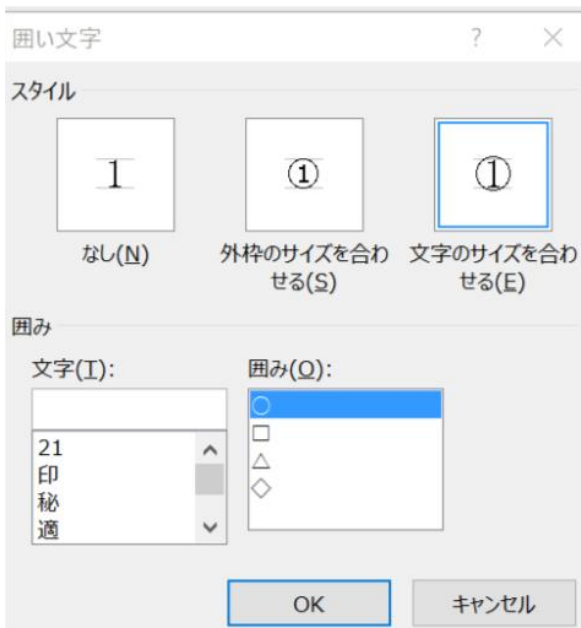 囲い文字 ? ×
スタイル
1 ① ①
なし(N) 外枠のサイズを合わせる(S) 文字のサイズを合わせる(E)
囲み
文字(T): 囲み(O):
○
21 □
印 △
秘 ◇
適
OK キャンセル